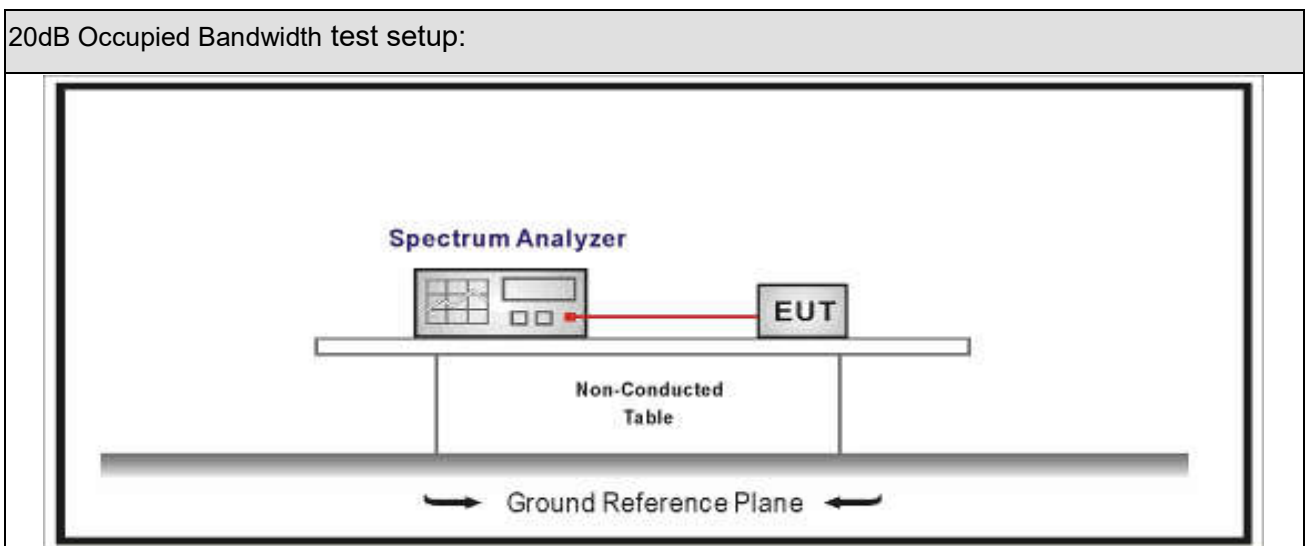 20dB Occupied Bandwidth test setup:
Spectrum Analyzer
EUT
Non-Conducted
Table
Ground Reference Plane